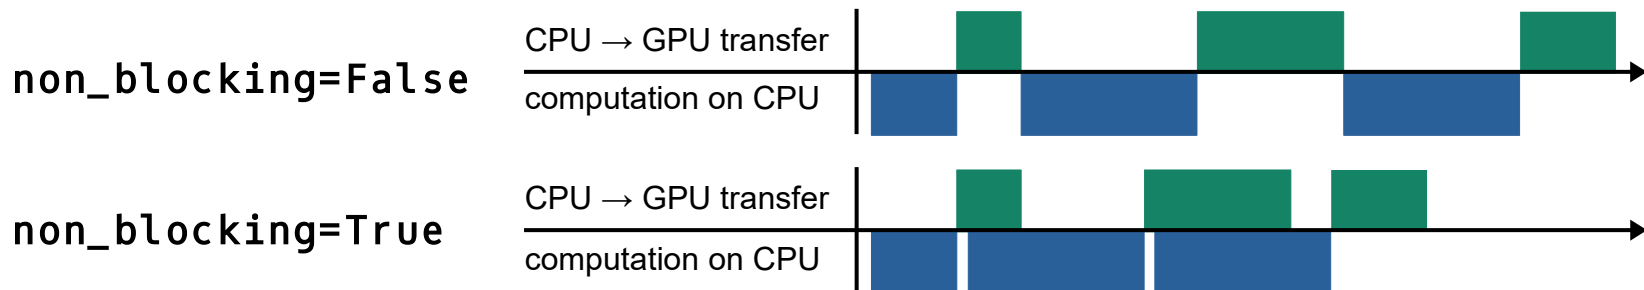 CPU → GPU transfer
non_blocking=False
computation on CPU
CPU → GPU transfer
non_blocking=True
computation on CPU